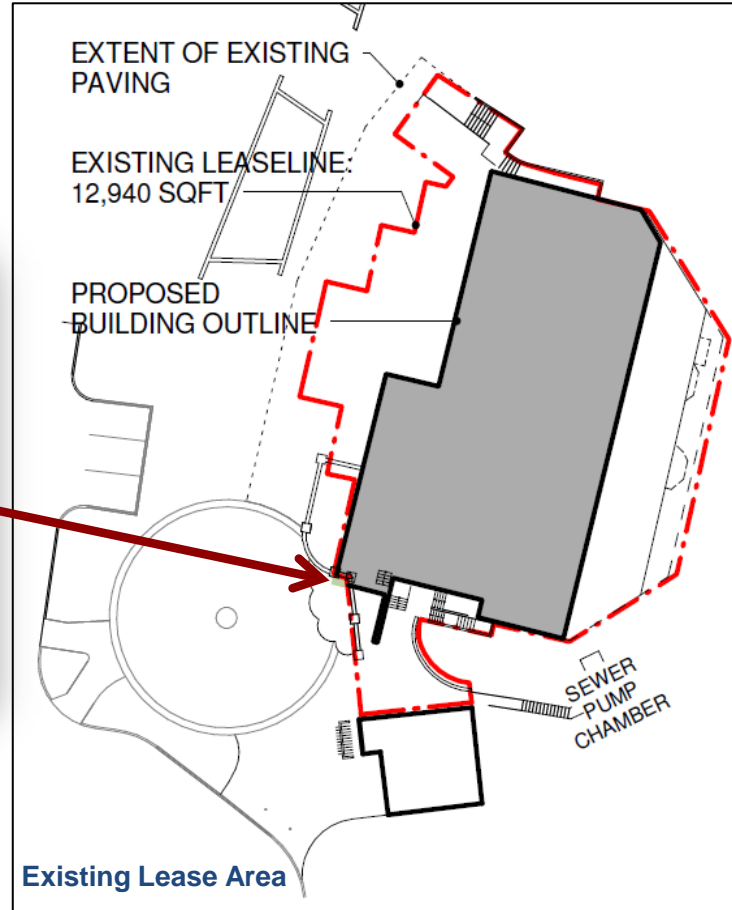 EXTENT OF EXISTING
PAVING
EXISTING LEASELINE:
12,940 SQFT
PROPOSED
BUILDING OUTLINE
SEWER
PUMP
CHAMBER
Existing Lease Area